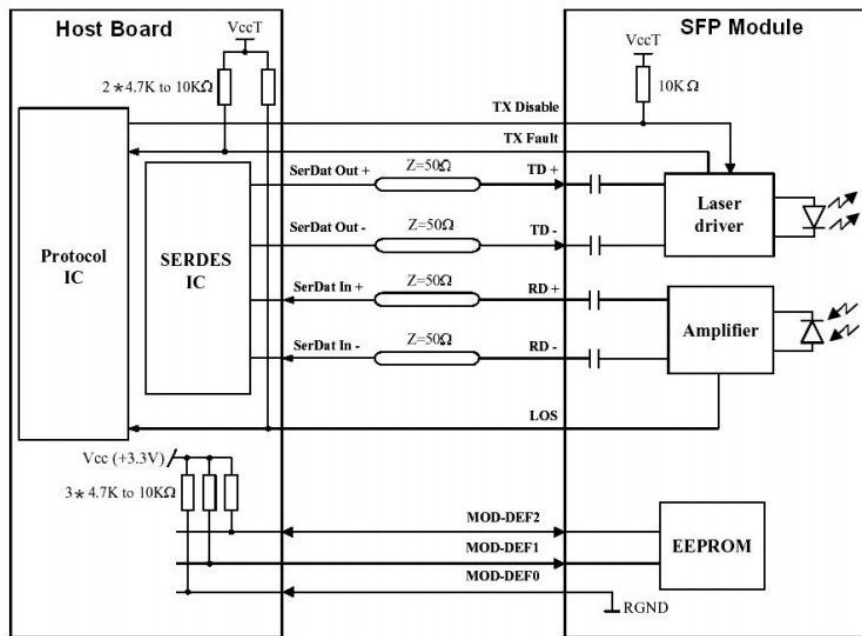 Host Board
SFP Module
VccT
VccT
2*4.7K to 10KΩ
10KΩ
TX Disable
TX Fault
SerDat Out +
Z=50Ω
TD +
SerDat Out -
Z=50Ω
TD -
Laser
driver
Protocol
IC
SERDES
IC
SerDat In +
Z=50Ω
RD +
SerDat In -
Z=50Ω
RD -
Amplifier
LOS
Vcc (+3.3V)
3*4.7K to 10KΩ
MOD-DEF2
MOD-DEF1
MOD-DEF0
EEPROM
RGND